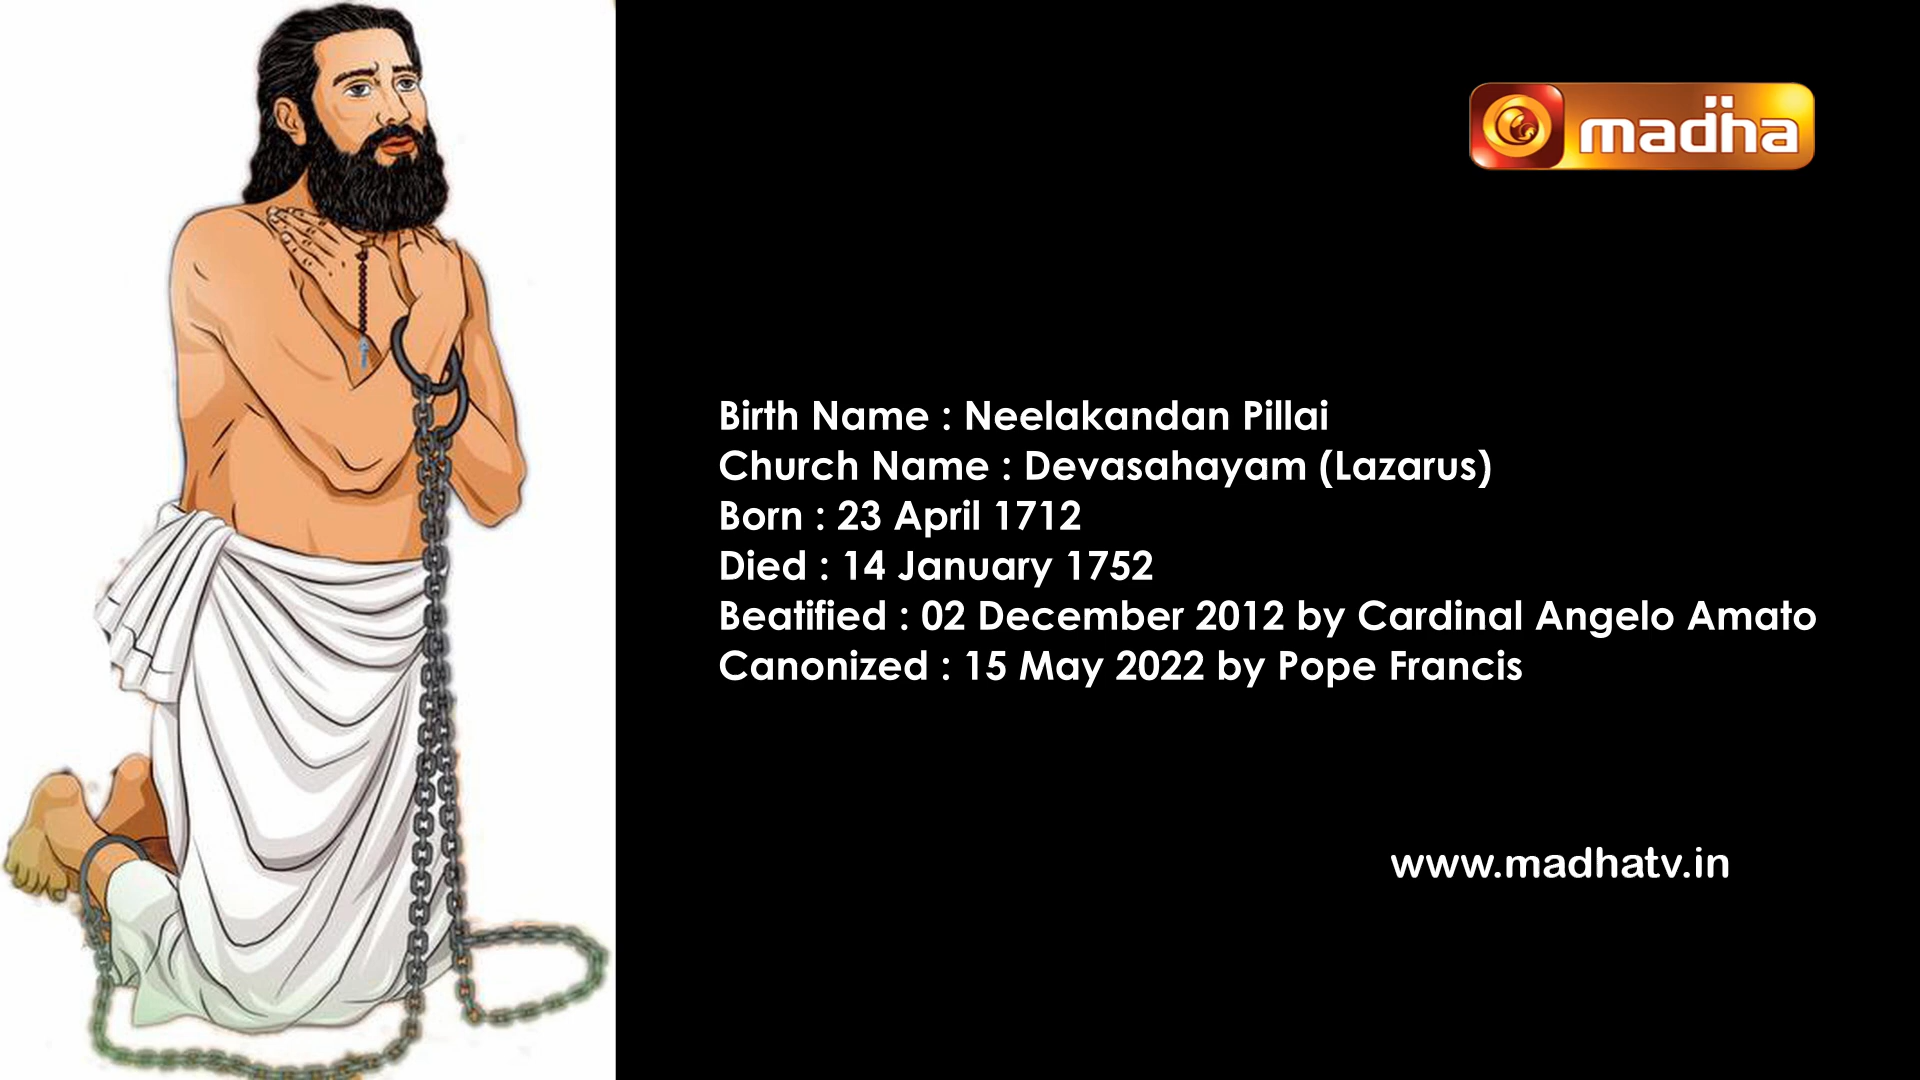 madha
Birth Name : Neelakandan Pillai
Church Name : Devasahayam (Lazarus)
Born : 23 April 1712
Died : 14 January 1752
Beatified : 02 December 2012 by Cardinal Angelo Amato
Canonized : 15 May 2022 by Pope Francis
www.madhatv.in